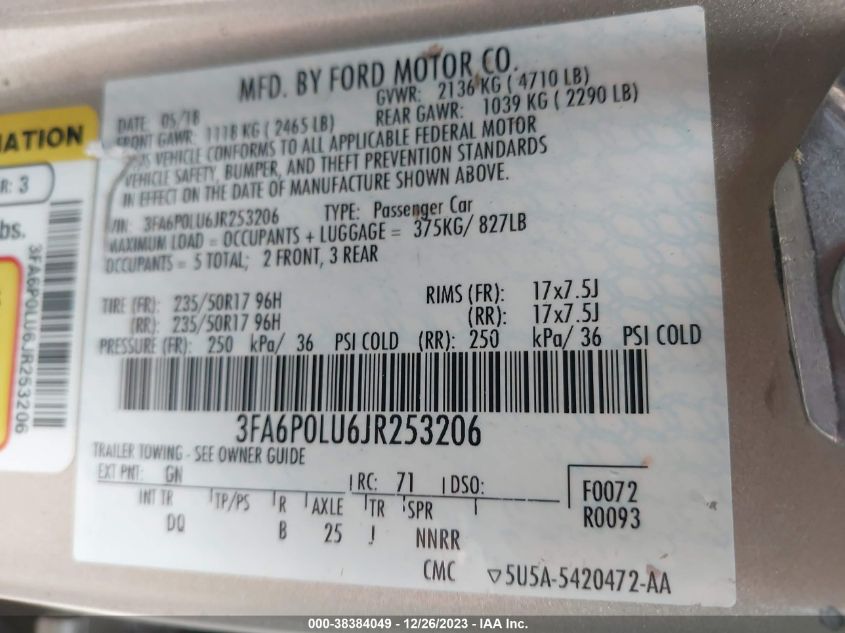 MFD. BY FORD MOTOR CO.
DATE: 05/18
GVWR: 2136 KG ( 4710 LB)
FRONT GAWR: 1118 KG ( 2465 LB)
REAR GAWR: 1039 KG ( 2290 LB)
VEHICLE CONFORMS TO ALL APPLICABLE FEDERAL MOTOR
VEHICLE SAFETY, BUMPER, AND THEFT PREVENTION STANDARDS
IN EFFECT ON THE DATE OF MANUFACTURE SHOWN ABOVE.
VIN: 3FA6P0LU6JR253206 TYPE: Passenger Car
MAXIMUM LOAD = OCCUPANTS + LUGGAGE = 375KG/ 827LB
OCCUPANTS = 5 TOTAL; 2 FRONT, 3 REAR
TIRE (FR): 235/50R17 96H RIMS (FR): 17x7.5J
(RR): 235/50R17 96H (RR): 17x7.5J
PRESSURE (FR): 250 kPa/ 36 PSI COLD (RR): 250 kPa/ 36 PSI COLD
3FA6P0LU6JR253206
TRAILER TOWING - SEE OWNER GUIDE
EXT PNT: GN RC: 71 DSO:
INT TR TP/PS R AXLE TR SPR
DQ B 25 J NNRR
F0072
R0093
CMC ▽5U5A-5420472-AA
MATION
R: 3
bs.
3FA6P0LU6JR253206
000-38384049 - 12/26/2023 - IAA Inc.